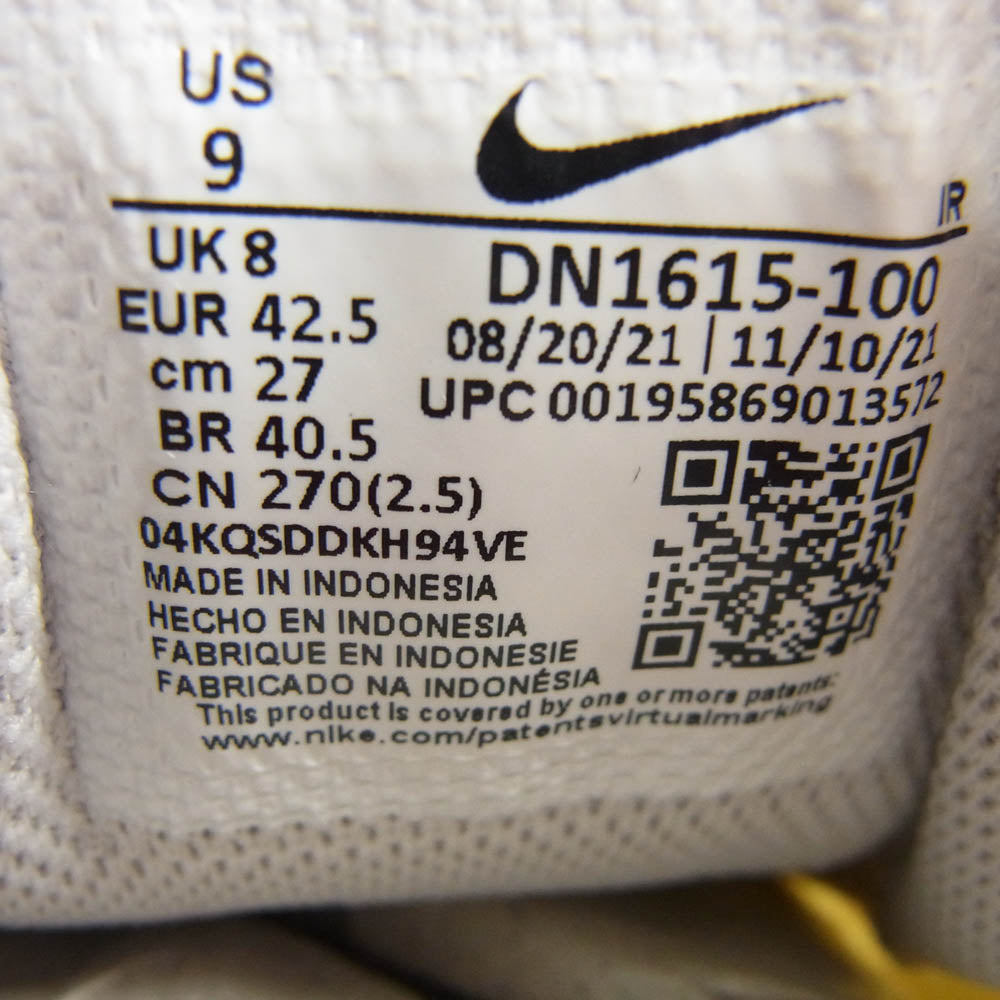 US
9
IR
UK 8
EUR 42.5
cm 27
BR 40.5
CN 270(2.5)
DN1615-100
08/20/21 | 11/10/21
UPC 00195869013572
04KQSDDKH94VE
MADE IN INDONESIA
HECHO EN INDONESIA
FABRIQUE EN INDONESIE
FABRICADO NA INDONÉSIA
This product is covered by one or more patents:
www.nike.com/patentsvirtualmarking